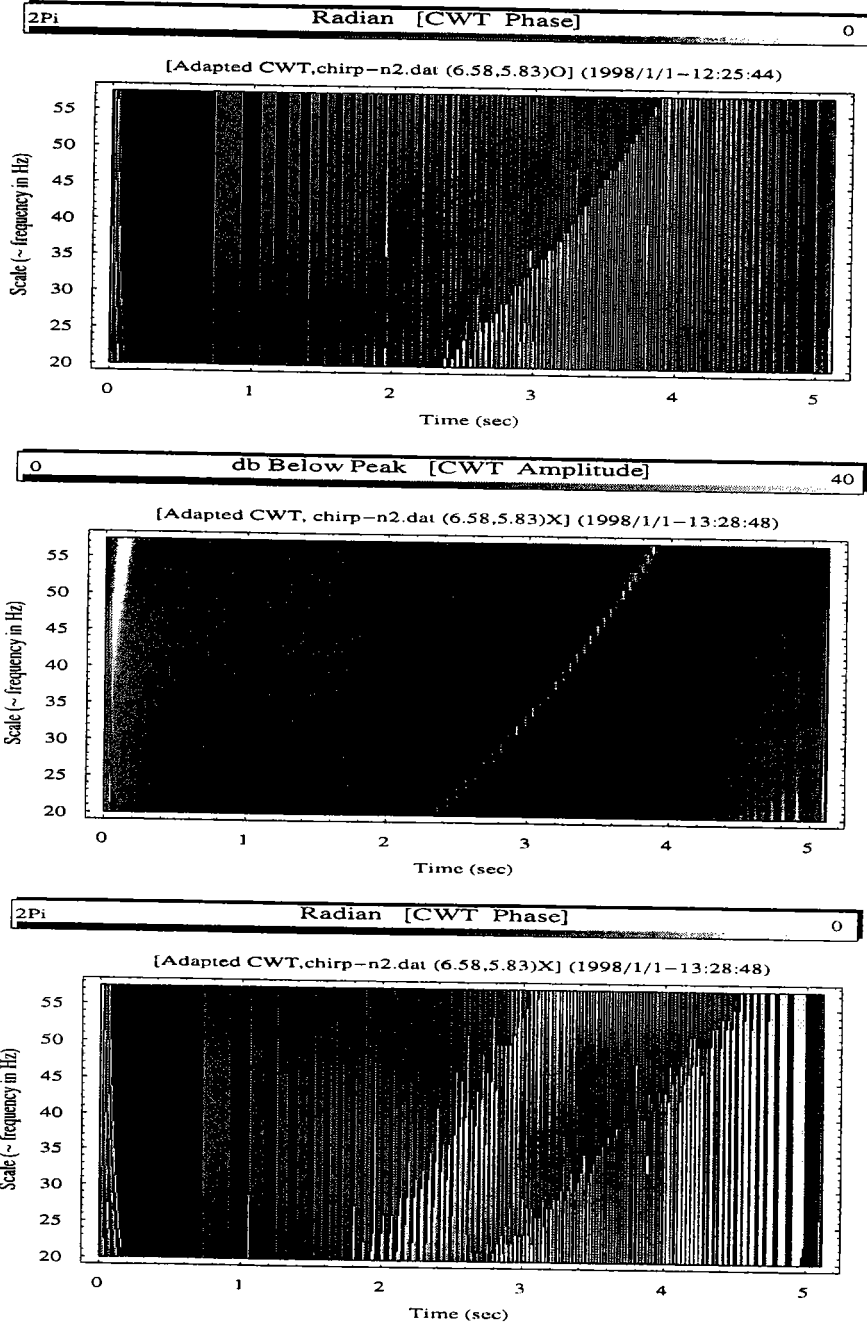 2Pi Radian [CWT Phase] 0
[Adapted CWT,chirp-n2.dat (6.58,5.83)O] (1998/1/1-12:25:44)
Scale (~ frequency in Hz)
55
50
45
40
35
30
25
20
0 1 2 3 4 5
Time (sec)
0 db Below Peak [CWT Amplitude] 40
[Adapted CWT, chirp-n2.dat (6.58,5.83)X] (1998/1/1-13:28:48)
Scale (~ frequency in Hz)
55
50
45
40
35
30
25
20
0 1 2 3 4 5
Time (sec)
2Pi Radian [CWT Phase] 0
[Adapted CWT,chirp-n2.dat (6.58,5.83)X] (1998/1/1-13:28:48)
Scale (~ frequency in Hz)
55
50
45
40
35
30
25
20
0 1 2 3 4 5
Time (sec)